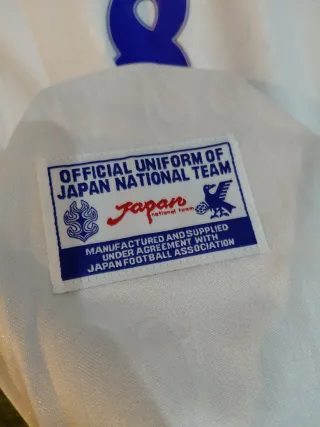 OFFICIAL UNIFORM OF
JAPAN NATIONAL TEAM
Japan
national team
MANUFACTURED AND SUPPLIED
UNDER AGREEMENT WITH
JAPAN FOOTBALL ASSOCIATION